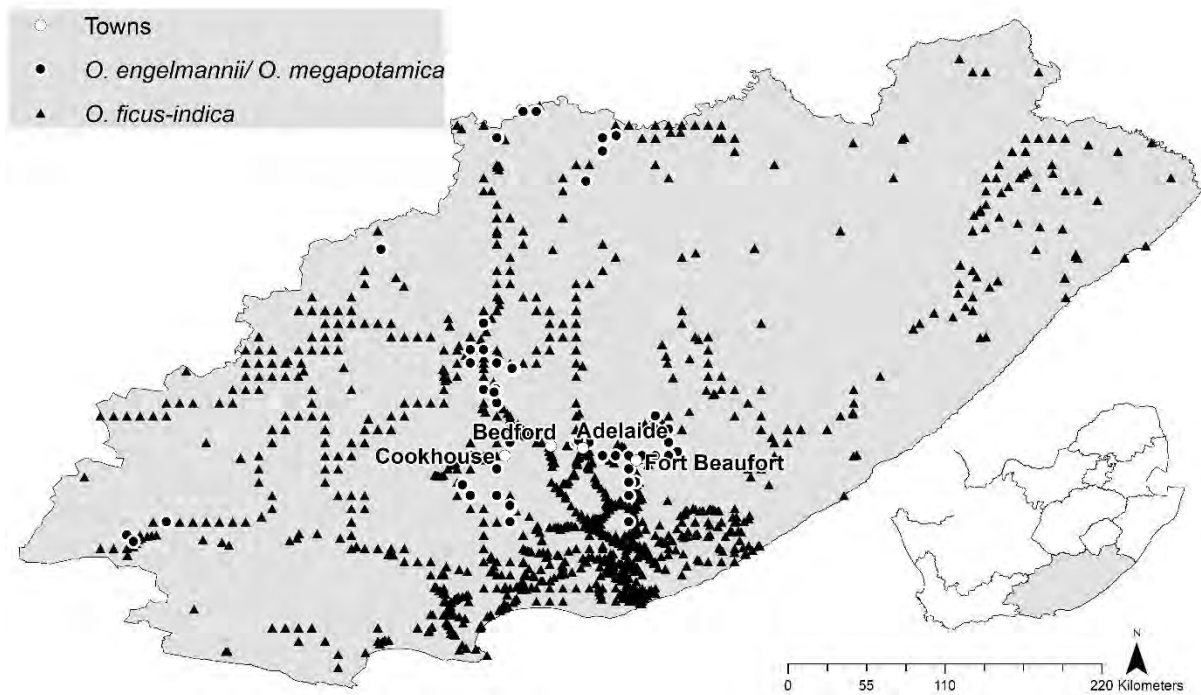 Towns
O. engelmannii/ O. megapotamica
O. ficus-indica
Bedford
Adelaide
Cookhouse
Fort Beaufort
N
0 55 110 220 Kilometers